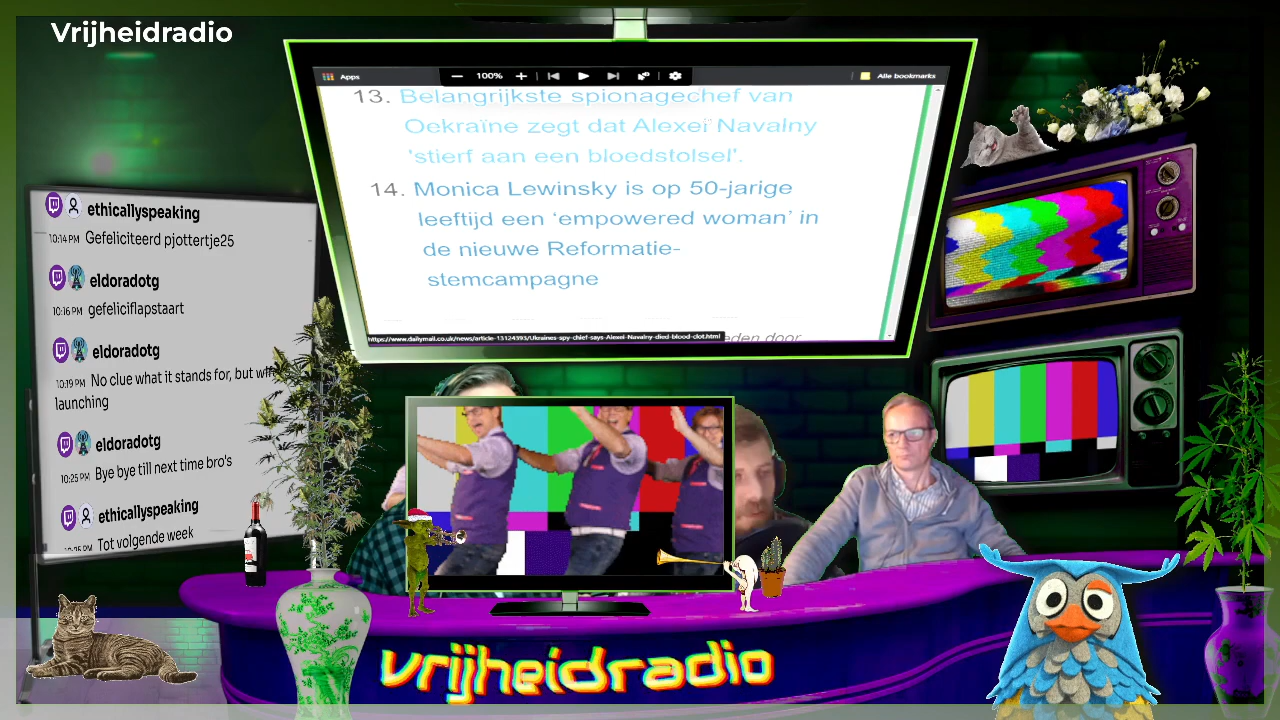 Vrijheidradio
Apps
100%
Alle bookmarks
13. Belangrijkste spionagechef van
Oekraïne zegt dat Alexei Navalny
'stierf aan een bloedstolsel'.
14. Monica Lewinsky is op 50-jarige
leeftijd een ‘empowered woman’ in
de nieuwe Reformatie-
stemcampagne
eden door
https://www.dailymail.co.uk/news/article-13124393/Ukraines-spy-chief-says-Alexei-Navalny-died-blood-clot.html
ethicallyspeaking
10:14 PM Gefeliciteerd pjottertje25
eldoradotg
10:16 PM gefeliciflapstaart
eldoradotg
10:19 PM No clue what it stands for, but
launching
eldoradotg
10:25 PM Bye bye till next time bro's
ethicallyspeaking
Tot volgende week
vrijheidradio